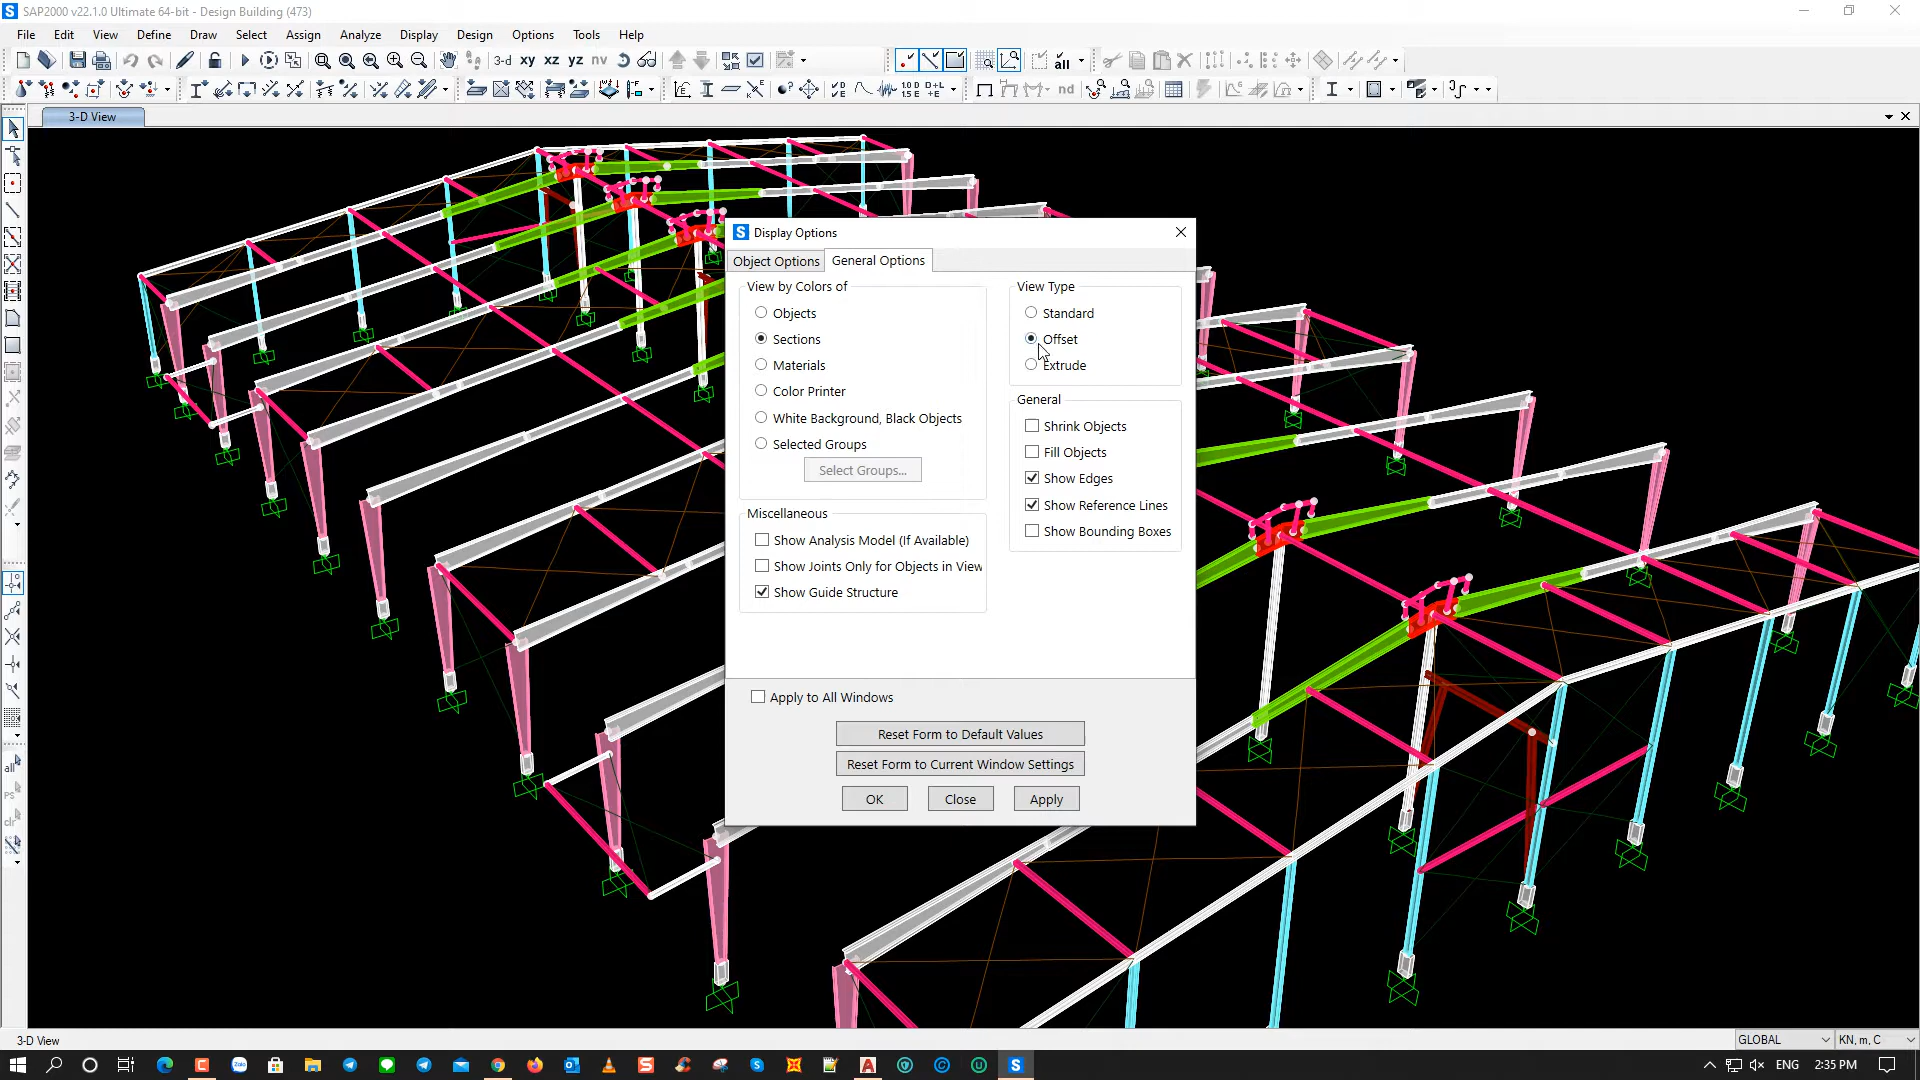 SAP2000 v22.1.0 Ultimate 64-bit - Design Building (473)
File Edit View Define Draw Select Assign Analyze Display Design Options Tools Help
3-d xy xz yz nv all
nd
3-D View
Display Options
Object Options General Options
View by Colors of
Objects
Sections
Materials
Color Printer
White Background, Black Objects
Selected Groups
Select Groups...
Miscellaneous
Show Analysis Model (If Available)
Show Joints Only for Objects in View
Show Guide Structure
View Type
Standard
Offset
Extrude
General
Shrink Objects
Fill Objects
Show Edges
Show Reference Lines
Show Bounding Boxes
Apply to All Windows
Reset Form to Default Values
Reset Form to Current Window Settings
OK Close Apply
all
PS
clr
3-D View
GLOBAL
KN, m, C
ENG
2:35 PM